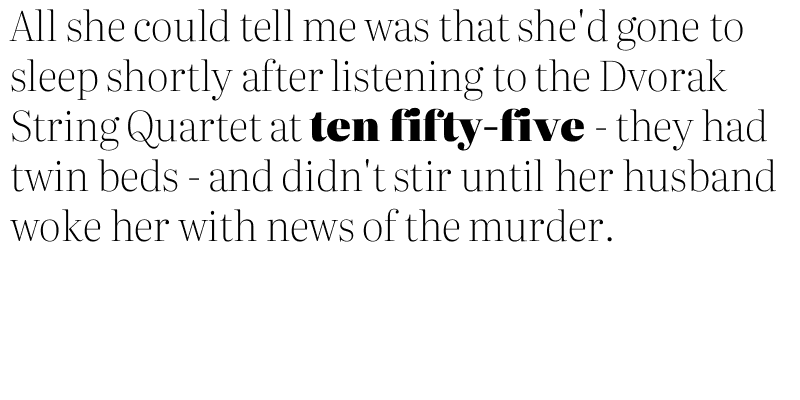 All she could tell me was that she'd gone to
sleep shortly after listening to the Dvorak
String Quartet at ten fifty-five - they had
twin beds - and didn't stir until her husband
woke her with news of the murder.